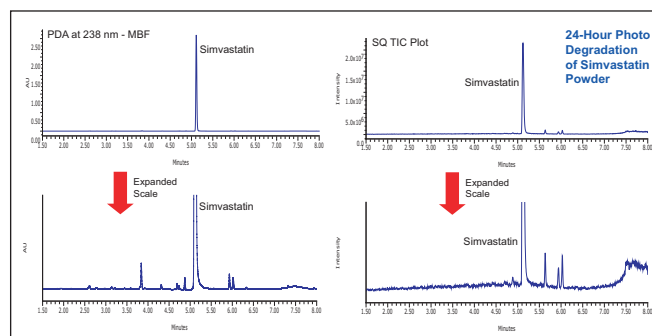 PDA at 238 nm - MBF
Simvastatin
AU
2.50
2.00
1.50
1.00
0.50
0.00
1.50 2.00 2.50 3.00 3.50 4.00 4.50 5.00 5.50 6.00 6.50 7.00 7.50 8.00
Minutes
SQ TIC Plot
24-Hour Photo
Degradation
of Simvastatin
Powder
Simvastatin
Intensity
1.50 2.00 2.50 3.00 3.50 4.00 4.50 5.00 5.50 6.00 6.50 7.00 7.50 8.00
Minutes
Expanded
Scale
Simvastatin
AU
1.50 2.00 2.50 3.00 3.50 4.00 4.50 5.00 5.50 6.00 6.50 7.00 7.50 8.00
Minutes
Expanded
Scale
Simvastatin
Intensity
1.50 2.00 2.50 3.00 3.50 4.00 4.50 5.00 5.50 6.00 6.50 7.00 7.50 8.00
Minutes